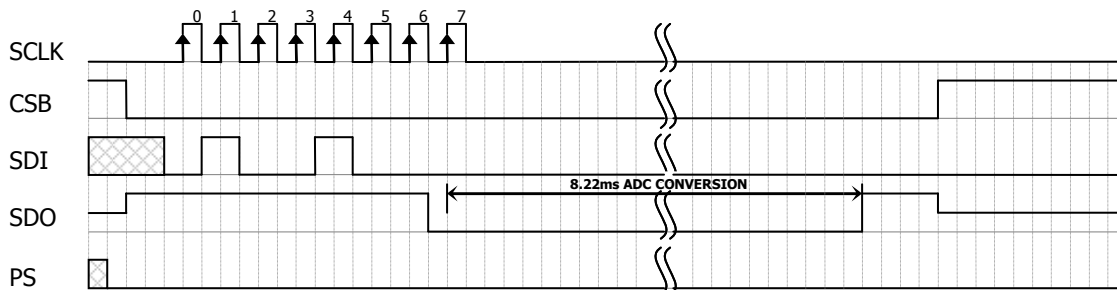 0 1 2 3 4 5 6 7
SCLK
CSB
SDI
8.22ms ADC CONVERSION
SDO
PS